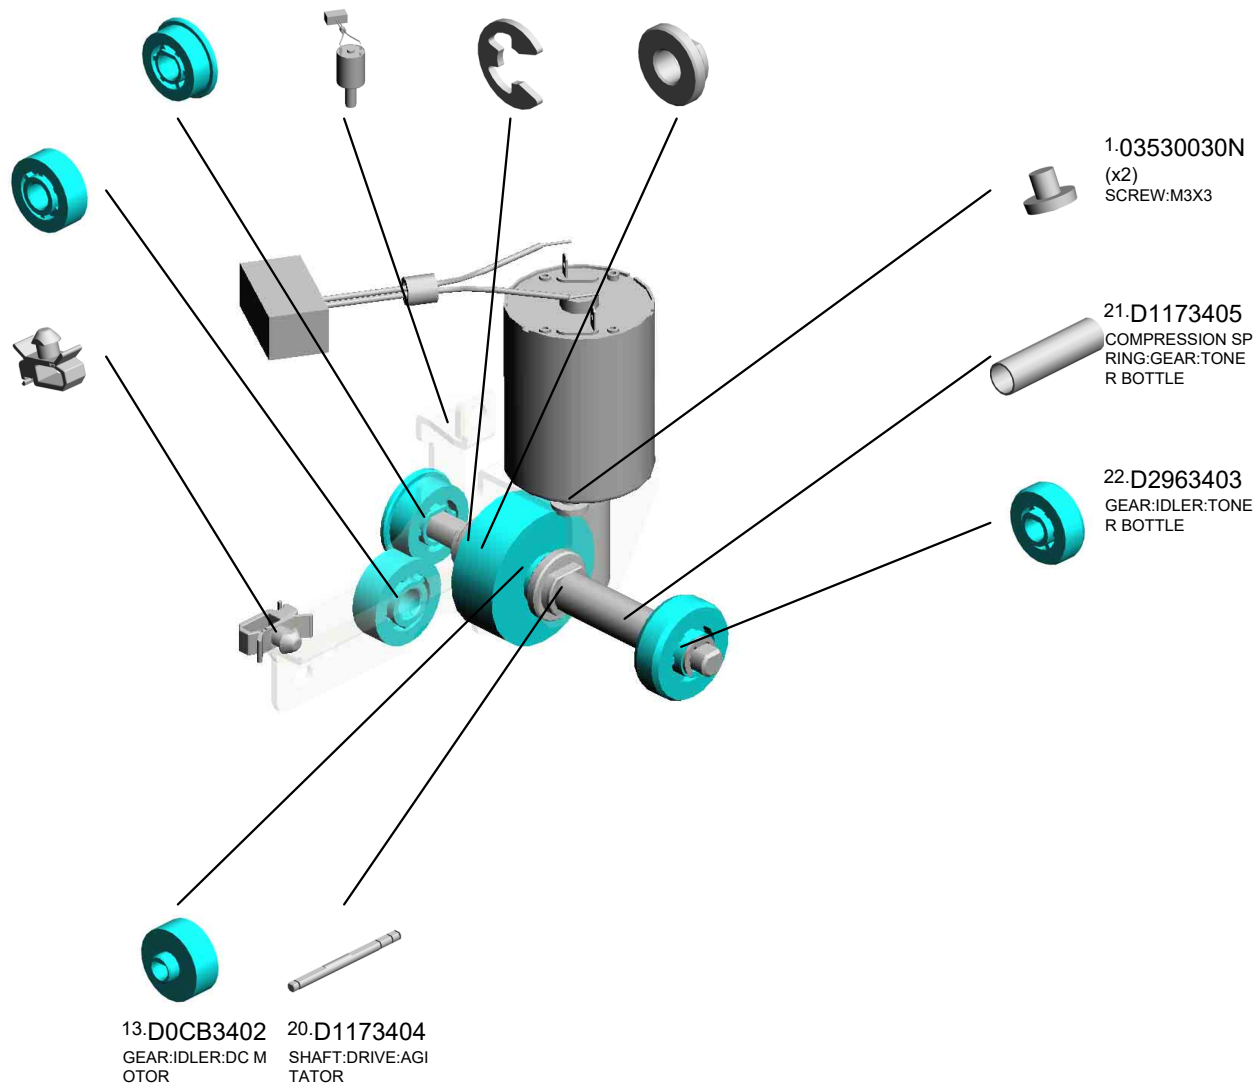 1.03530030N
(x2)
SCREW:M3X3
21.D1173405
COMPRESSION SP
RING:GEAR:TONE
R BOTTLE
22.D2963403
GEAR:IDLER:TONE
R BOTTLE
13.D0CB3402
GEAR:IDLER:DC M
OTOR
20.D1173404
SHAFT:DRIVE:AGI
TATOR